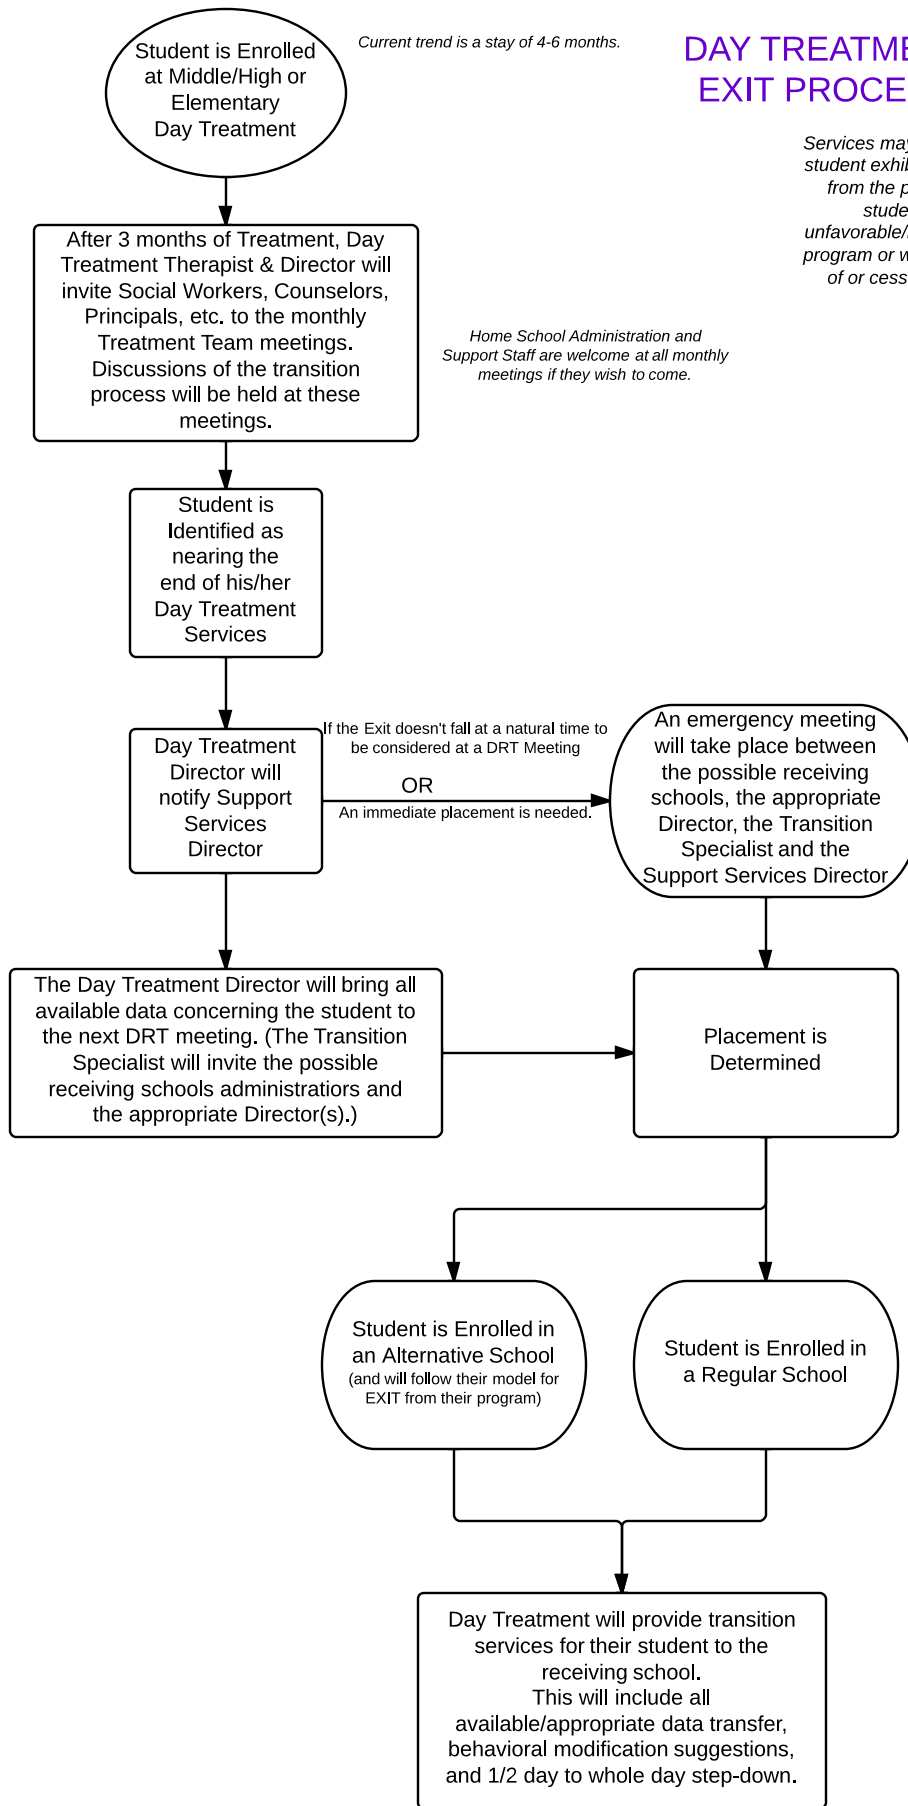 Student is Enrolled
at Middle/High or
Elementary
Day Treatment
Current trend is a stay of 4-6 months.
DAY
EXIT
Services may
student
from the

program or
of or
After 3 months of Treatment, Day
Treatment Therapist & Director will
invite Social Workers, Counselors,
Principals, etc. to the monthly
Treatment Team meetings.
Discussions of the transition
process will be held at these
meetings.
Home School Administration and
Support Staff are welcome at all monthly
meetings if they wish to come.
Student is
Identified as
nearing the
end of his/her
Day Treatment
Services
Day Treatment
Director will
notify Support
Services
Director
If the Exit doesn't fall at a natural time to
be considered at a DRT Meeting
OR
An immediate placement is needed.
An emergency meeting
will take place between
the possible receiving
schools, the appropriate
Director, the Transition
Specialist and the
Support Services Director
The Day Treatment Director will bring all
available data concerning the student to
the next DRT meeting. (The Transition
Specialist will invite the possible
receiving schools administratiors and
the appropriate Director(s).)
Placement is
Determined
Student is Enrolled in
an Alternative School
(and will follow their model for
EXIT from their program)
Student is Enrolled in
a Regular School
Day Treatment will provide transition
services for their student to the
receiving school.
This will include all
available/appropriate data transfer,
behavioral modification suggestions,
and 1/2 day to whole day step-down.